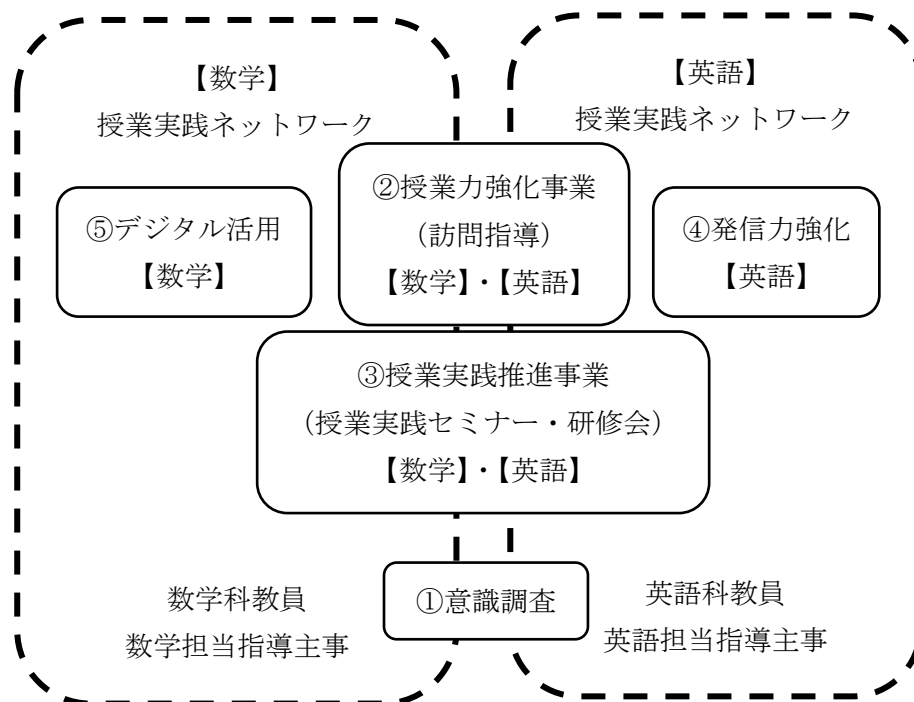 【数学】
授業実践ネットワーク
【英語】
授業実践ネットワーク
②授業力強化事業
（訪問指導）
【数学】・【英語】
⑤デジタル活用
【数学】
④発信力強化
【英語】
③授業実践推進事業
（授業実践セミナー・研修会）
【数学】・【英語】
①意識調査
数学科教員
数学担当指導主事
英語科教員
英語担当指導主事